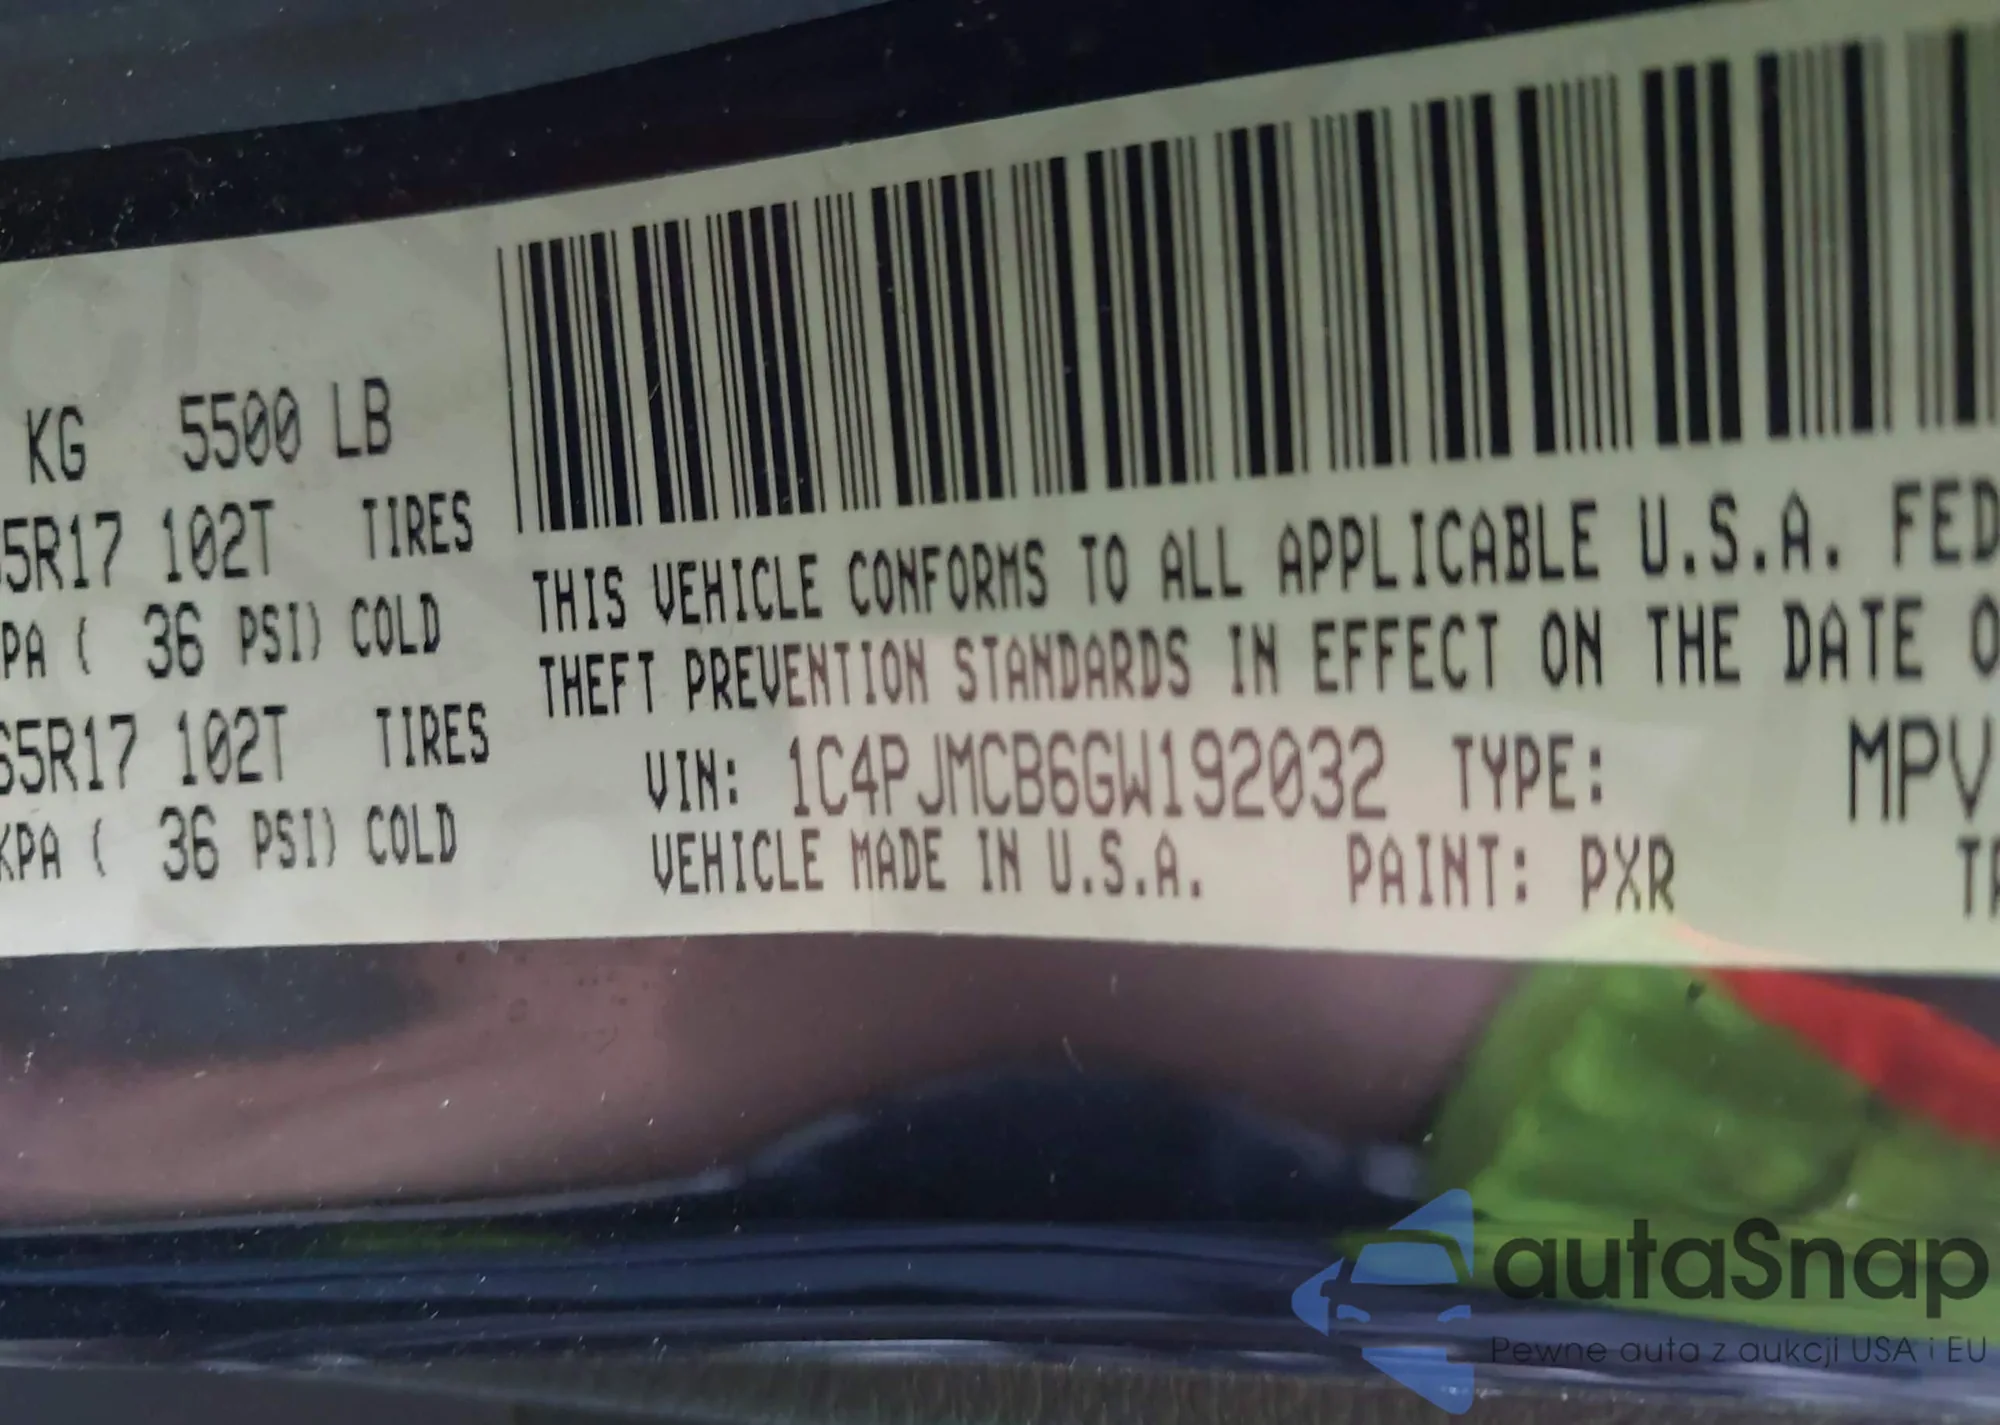 KG 5500 LB
5R17 102T TIRES
PA ( 36 PSI) COLD
65R17 102T TIRES
KPA ( 36 PSI) COLD
THIS VEHICLE CONFORMS TO ALL APPLICABLE U.S.A. FED
THEFT PREVENTION STANDARDS IN EFFECT ON THE DATE O
VIN: 1C4PJMCB6GW192032 TYPE: MPV
VEHICLE MADE IN U.S.A. PAINT: PXR
autaSnap
Pewne auta z aukcji USA i EU